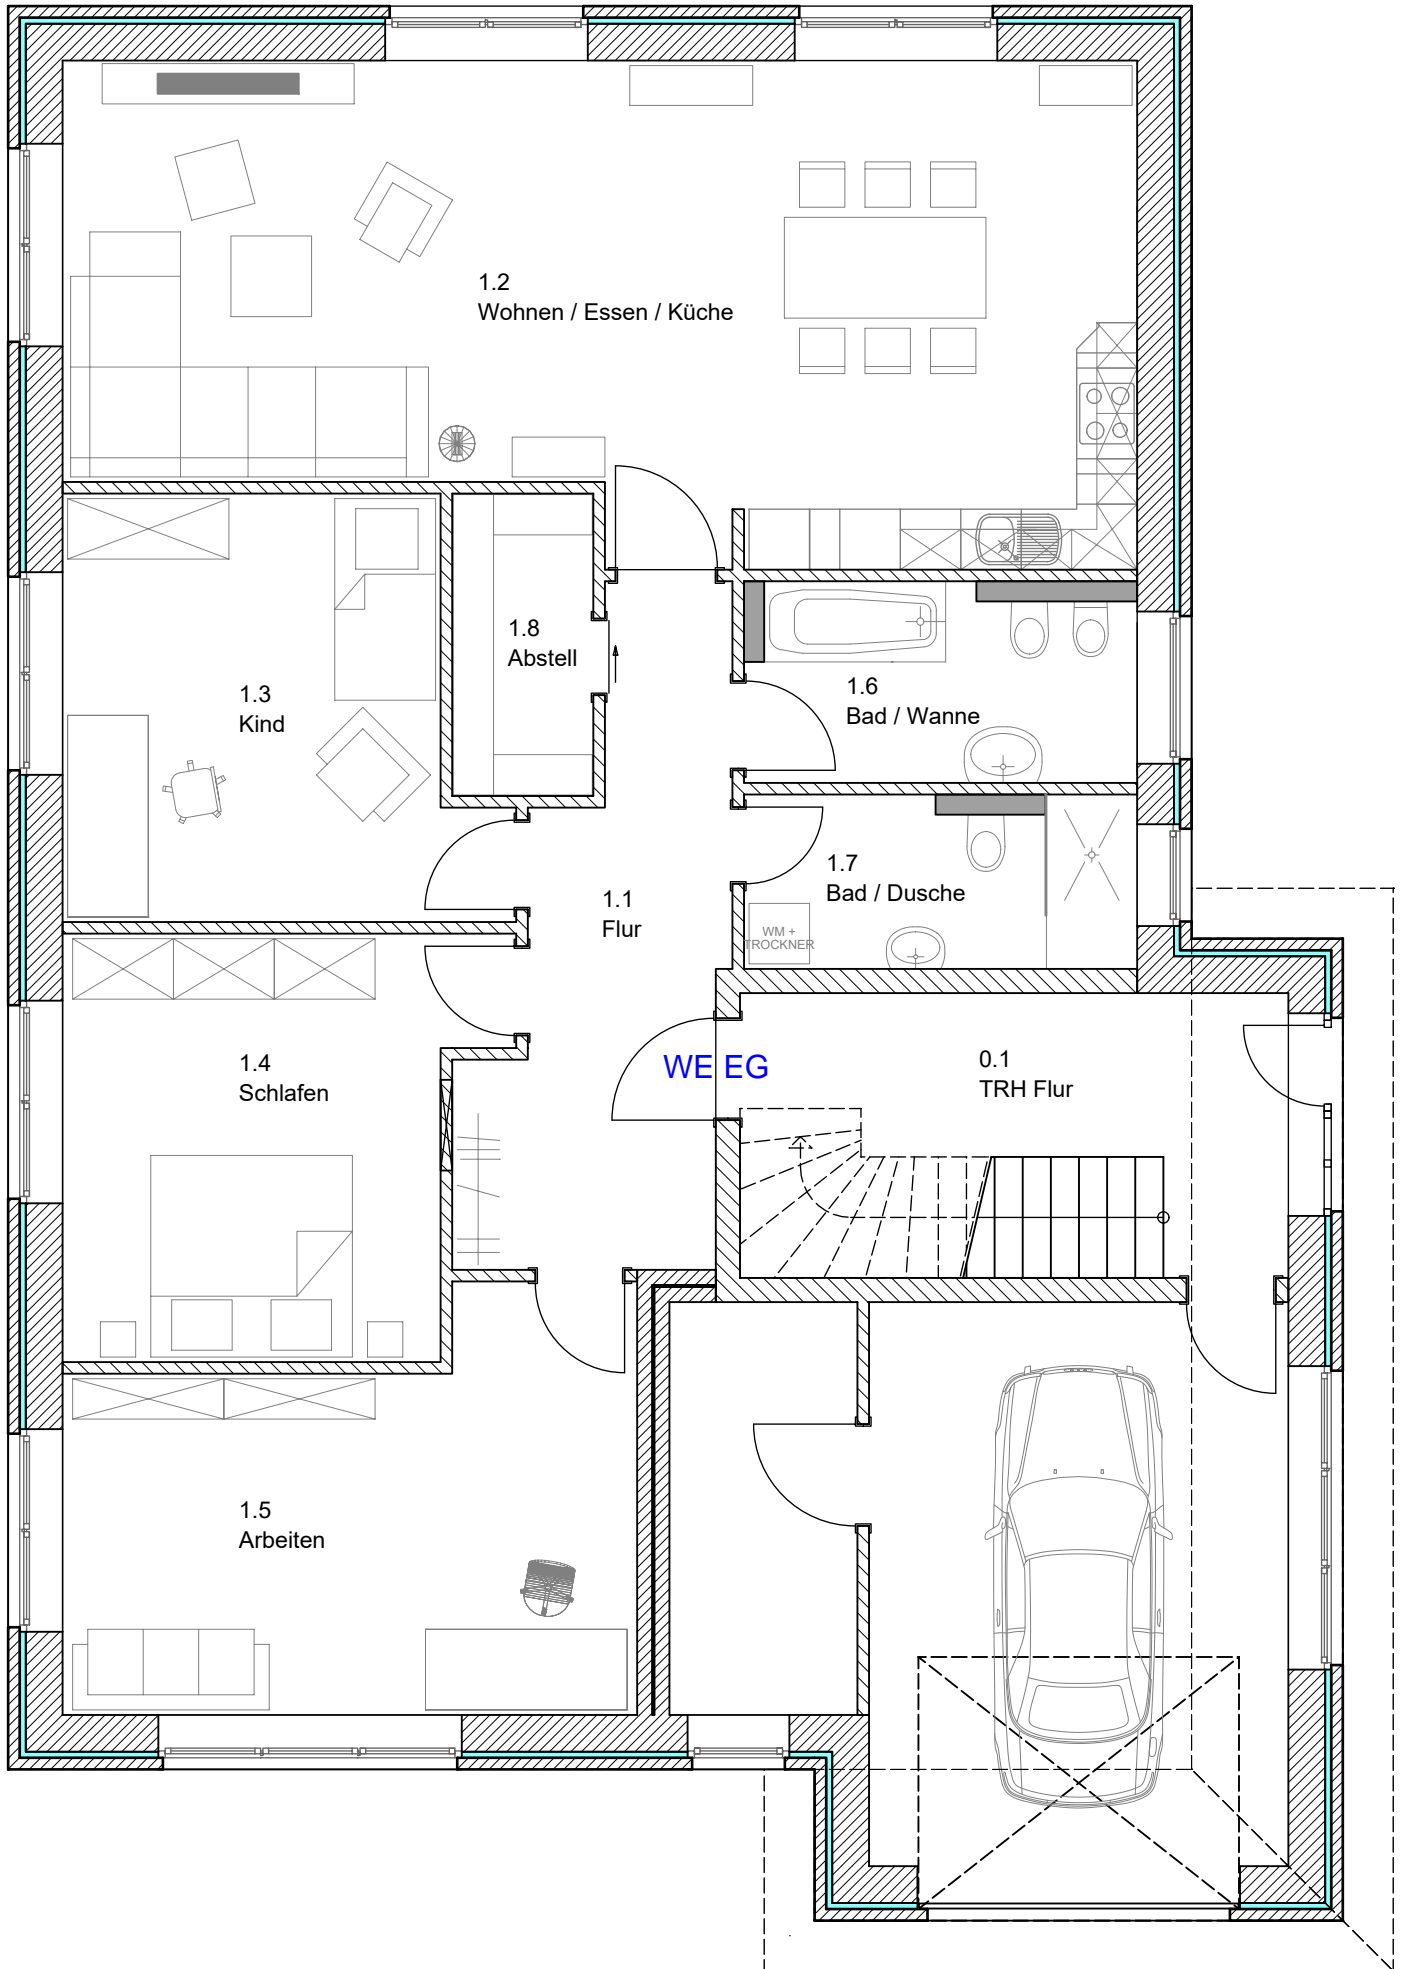 1.2
Wohnen / Essen / Küche
1.8
Abstell
1.3
Kind
1.6
Bad / Wanne
1.7
Bad / Dusche
1.1
Flur
WM +
TROCKNER
1.4
Schlafen
WE EG
0.1
TRH Flur
1.5
Arbeiten